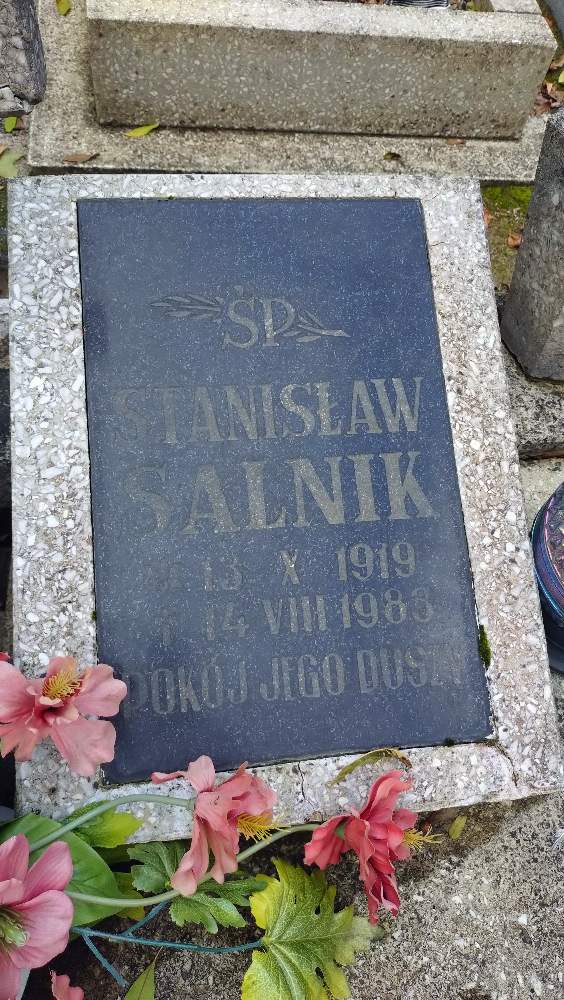 ŚP
STANISŁAW
SALNIK
* 13 X 1919
† 14 VIII 1983
POKÓJ JEGO DUSZY